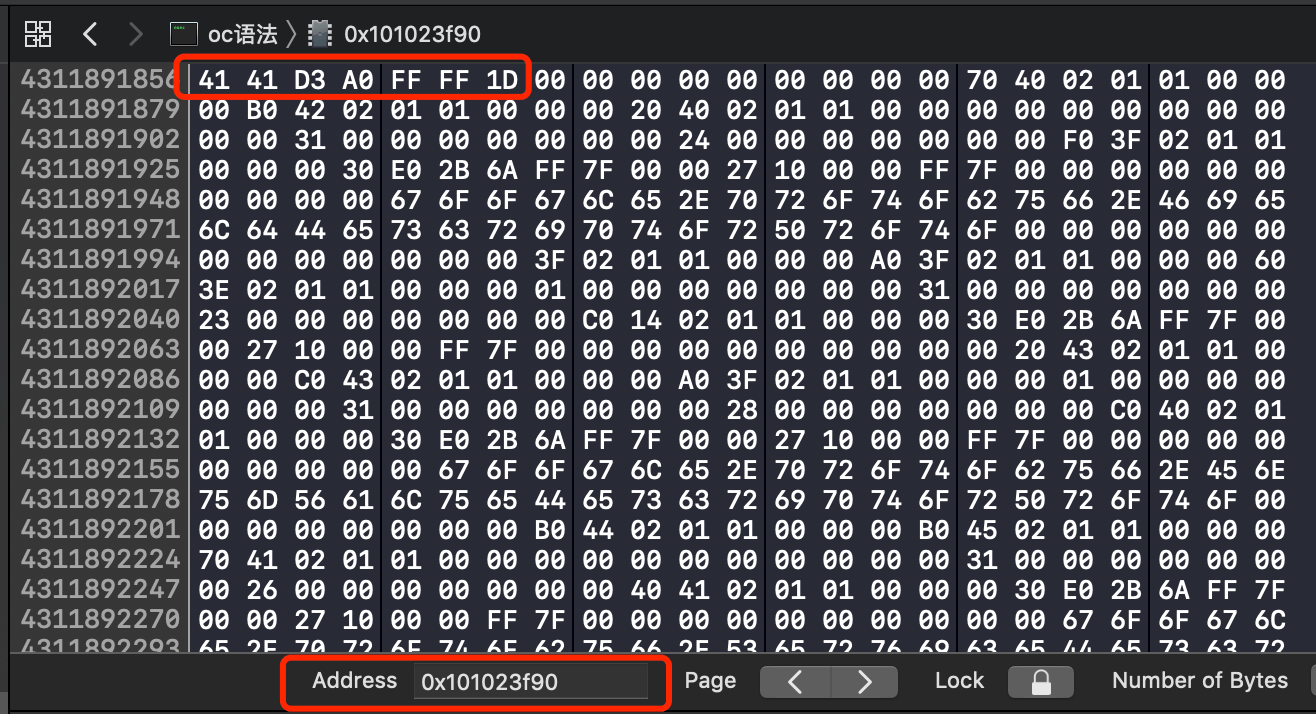 oc语法 〉 0x101023f90
4311891856 41 41 D3 A0 FF FF 1D 00 00 00 00 00 00 00 00 00 70 40 02 01 01 00 00
4311891879 00 B0 42 02 01 01 00 00 00 20 40 02 01 01 00 00 00 00 00 00 00 00 00
4311891902 00 00 31 00 00 00 00 00 00 00 24 00 00 00 00 00 00 00 F0 3F 02 01 01
4311891925 00 00 00 30 E0 2B 6A FF 7F 00 00 27 10 00 00 FF 7F 00 00 00 00 00 00
4311891948 00 00 00 00 67 6F 6F 67 6C 65 2E 70 72 6F 74 6F 62 75 66 2E 46 69 65
4311891971 6C 64 44 65 73 63 72 69 70 74 6F 72 50 72 6F 74 6F 00 00 00 00 00 00
4311891994 00 00 00 00 00 00 00 3F 02 01 01 00 00 00 A0 3F 02 01 01 00 00 00 60
4311892017 3E 02 01 01 00 00 00 01 00 00 00 00 00 00 00 31 00 00 00 00 00 00 00
4311892040 23 00 00 00 00 00 00 00 C0 14 02 01 01 00 00 00 30 E0 2B 6A FF 7F 00
4311892063 00 27 10 00 00 FF 7F 00 00 00 00 00 00 00 00 00 00 20 43 02 01 01 00
4311892086 00 00 C0 43 02 01 01 00 00 00 A0 3F 02 01 01 00 00 00 01 00 00 00 00
4311892109 00 00 00 31 00 00 00 00 00 00 00 28 00 00 00 00 00 00 00 C0 40 02 01
4311892132 01 00 00 00 30 E0 2B 6A FF 7F 00 00 27 10 00 00 FF 7F 00 00 00 00 00
4311892155 00 00 00 00 00 67 6F 6F 67 6C 65 2E 70 72 6F 74 6F 62 75 66 2E 45 6E
4311892178 75 6D 56 61 6C 75 65 44 65 73 63 72 69 70 74 6F 72 50 72 6F 74 6F 00
4311892201 00 00 00 00 00 00 00 B0 44 02 01 01 00 00 00 B0 45 02 01 01 00 00 00
4311892224 70 41 02 01 01 00 00 00 00 00 00 00 00 00 00 00 31 00 00 00 00 00 00
4311892247 00 26 00 00 00 00 00 00 00 40 41 02 01 01 00 00 00 30 E0 2B 6A FF 7F
4311892270 00 00 27 10 00 00 FF 7F 00 00 00 00 00 00 00 00 00 00 67 6F 6F 67 6C
4311892293 65 2E 70 72 6F 74 6F 62 75 66 2E 53 65 72 76 69 63 65 44 65 73 63 72
Address 0x101023f90 Page Lock Number of Bytes